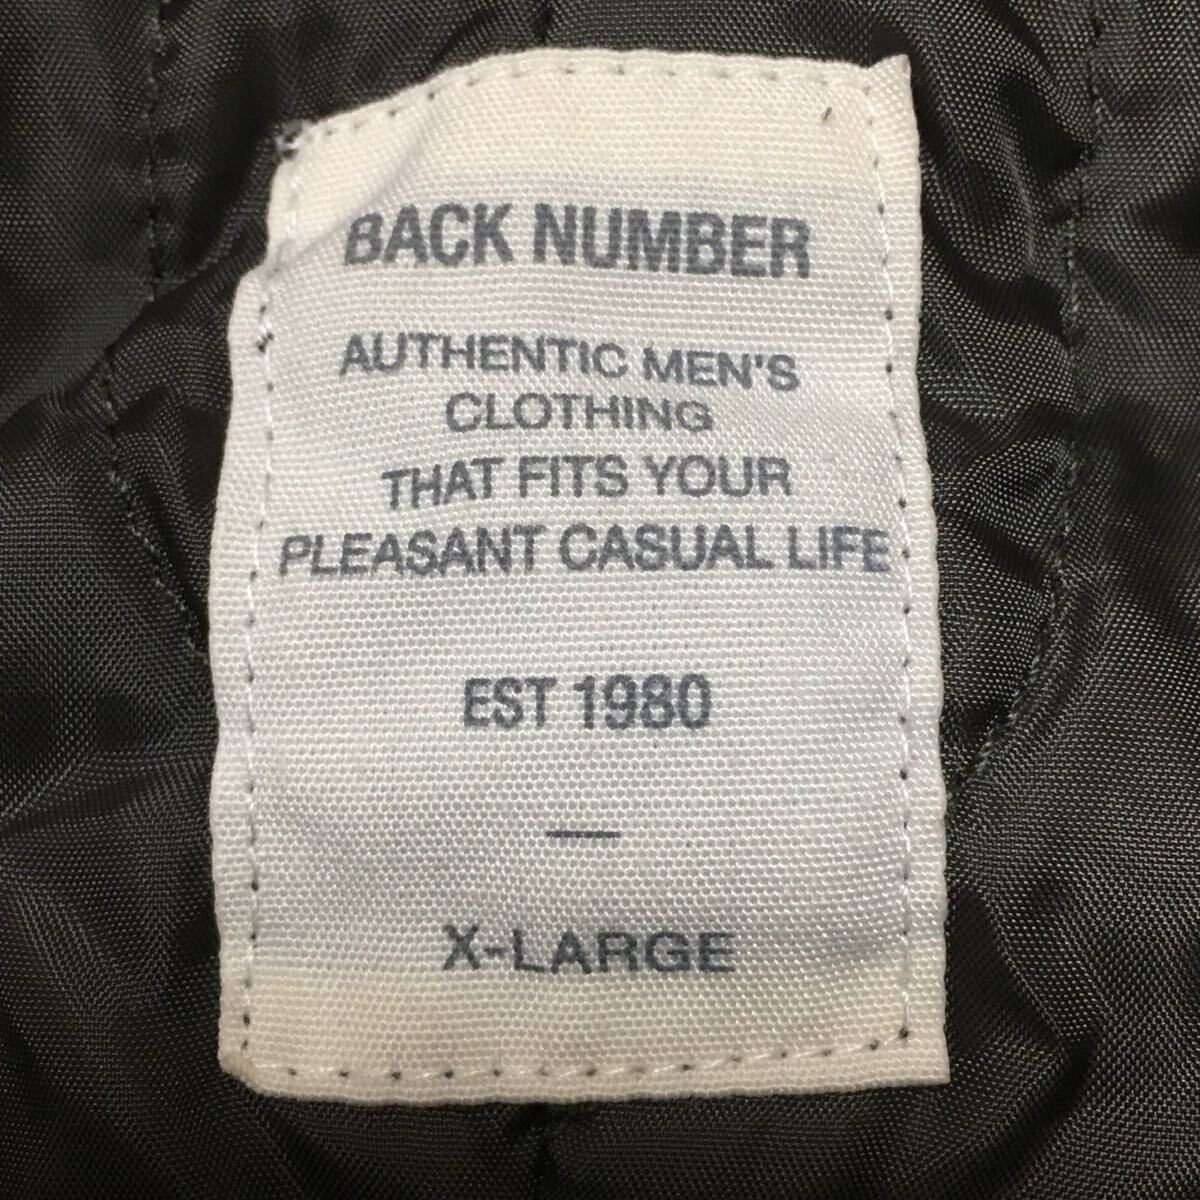 BACK NUMBER
AUTHENTIC MEN'S
CLOTHING
THAT FITS YOUR
PLEASANT CASUAL LIFE
EST 1980
—
X-LARGE